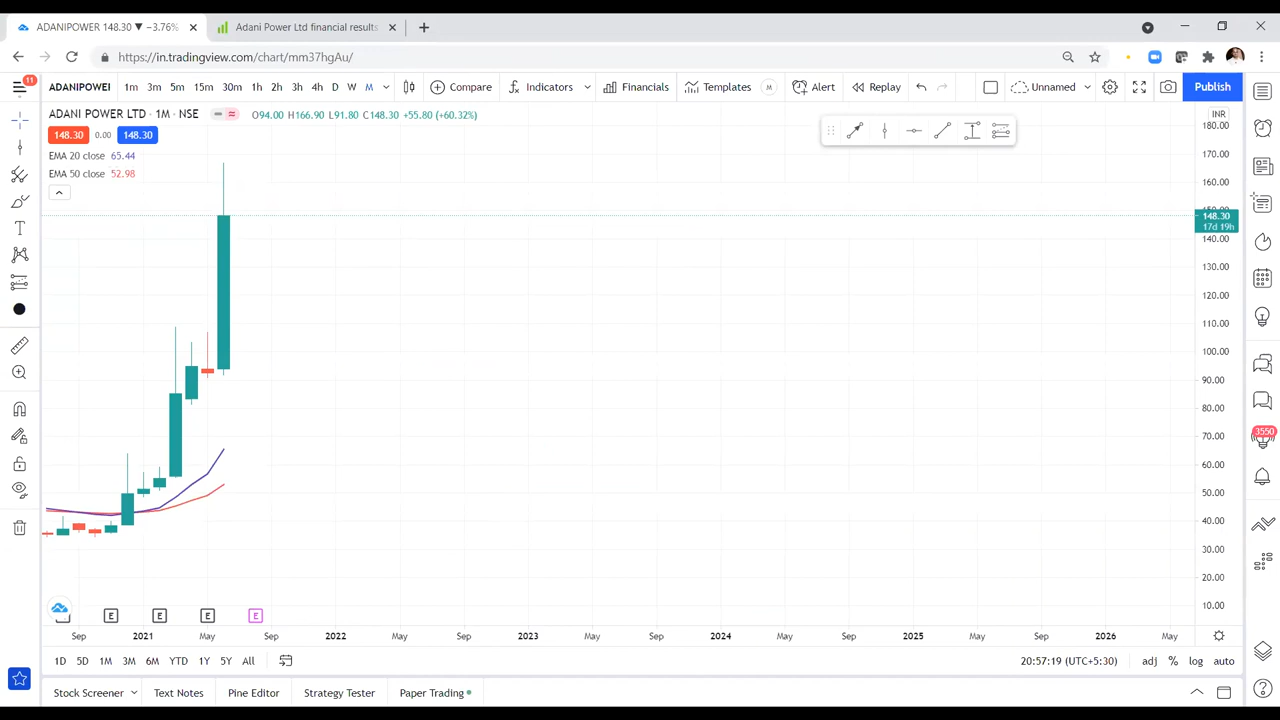 ADANIPOWER 148.30 ▼ −3.76%
Adani Power Ltd financial results
https://in.tradingview.com/chart/mm37hgAu/
11
ADANIPOWEI 1m 3m 5m 15m 30m 1h 2h 3h 4h D W M Compare Indicators Financials Templates M Alert Replay Unnamed Publish
ADANI POWER LTD · 1M · NSE O94.00 H166.90 L91.80 C148.30 +55.80 (+60.32%)
INR
148.30 0.00 148.30
EMA 20 close 65.44
EMA 50 close 52.98
180.00
170.00
160.00
148.30
17d 19h
140.00
130.00
120.00
110.00
100.00
90.00
80.00
3550
70.00
60.00
50.00
40.00
30.00
20.00
10.00
E E E E
Sep 2021 May Sep 2022 May Sep 2023 May Sep 2024 May Sep 2025 May Sep 2026 May
1D 5D 1M 3M 6M YTD 1Y 5Y All 20:57:19 (UTC+5:30) adj % log auto
Stock Screener Text Notes Pine Editor Strategy Tester Paper Trading